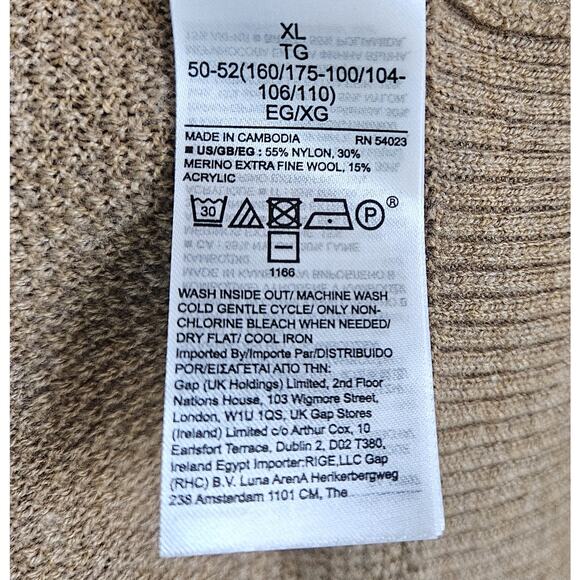 XL
TG
50-52(160/175-100/104-
106/110)
EG/XG
MADE IN CAMBODIA RN 54023
■ US/GB/EG : 55% NYLON, 30%
MERINO EXTRA FINE WOOL, 15%
ACRYLIC
30 P ®
1166
WASH INSIDE OUT/ MACHINE WASH
COLD GENTLE CYCLE/ ONLY NON-
CHLORINE BLEACH WHEN NEEDED/
DRY FLAT/ COOL IRON
Imported By/Importe Par/DISTRIBUIDO
POR/ΕΙΣΑΓΕΤΑΙ ΑΠΟ ΤΗΝ:
Gap (UK Holdings) Limited, 2nd Floor
Nations House, 103 Wigmore Street,
London, W1U 1QS, UK Gap Stores
(Ireland) Limited c/o Arthur Cox, 10
Earlsfort Terrace, Dublin 2, D02 T380,
Ireland Egypt Importer:RIGE,LLC Gap
(RHC) B.V. Luna ArenA Herikerbergweg
238 Amsterdam 1101 CM, The